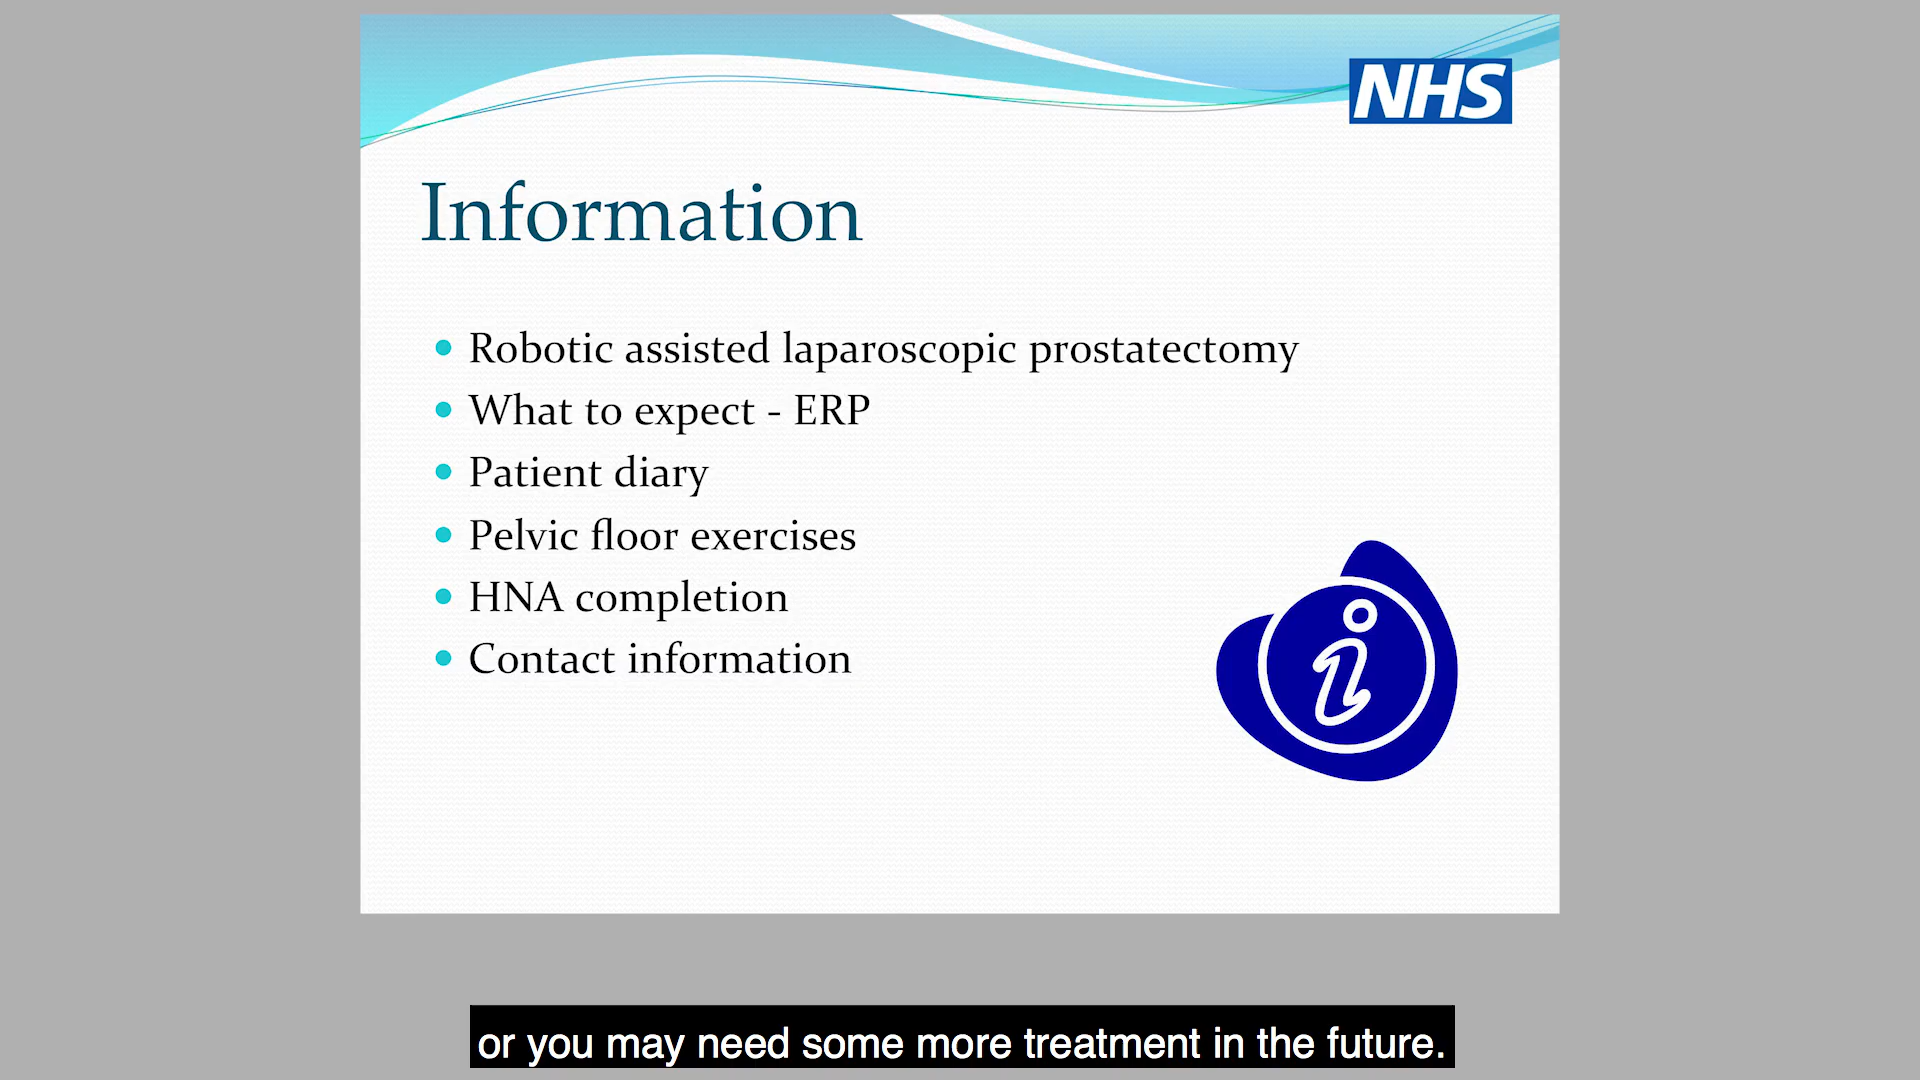 NHS
Information
Robotic assisted laparoscopic prostatectomy
What to expect - ERP
Patient diary
Pelvic floor exercises
HNA completion
Contact information
i
or you may need some more treatment in the future.